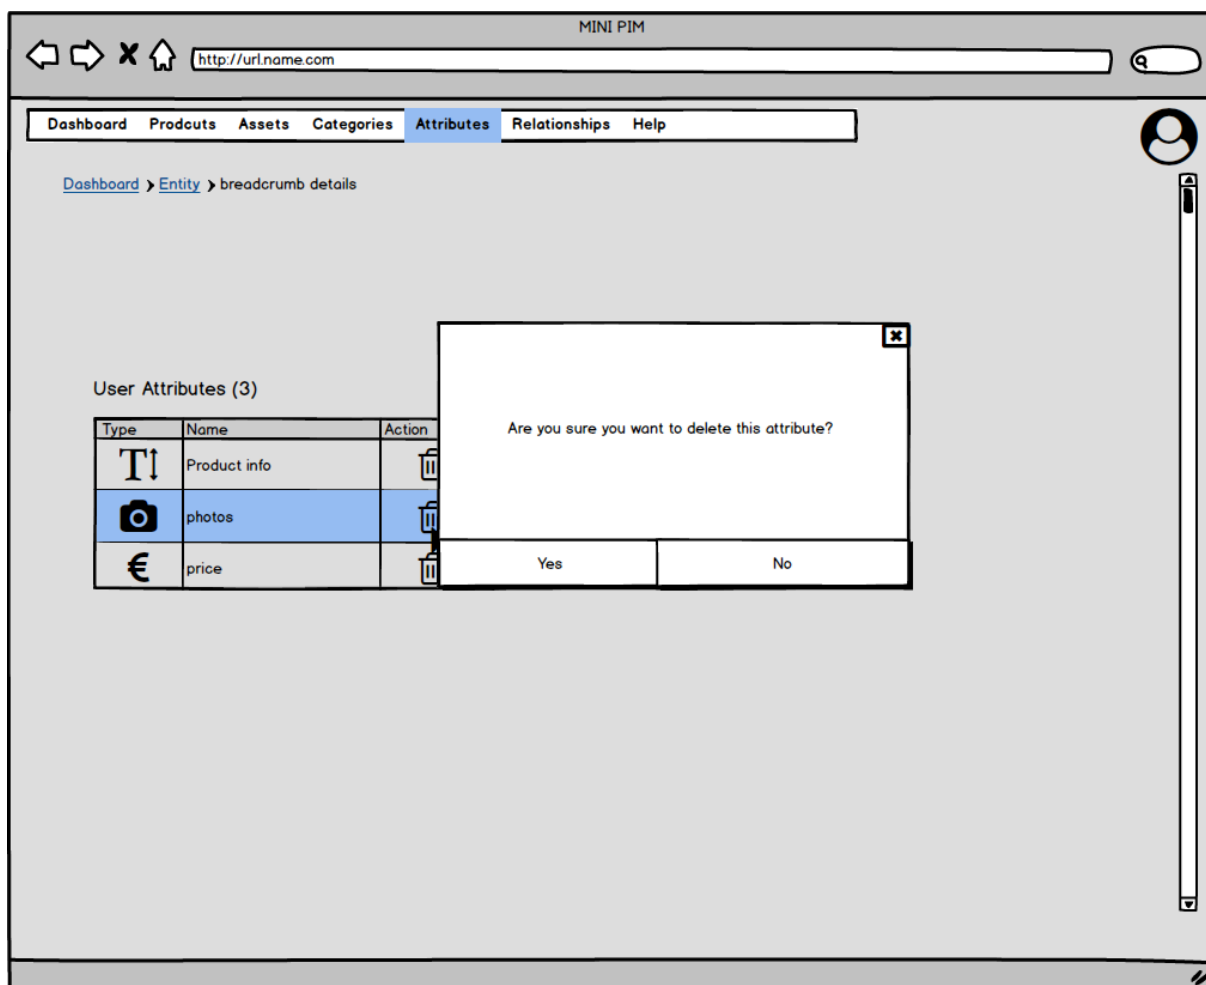 MINI PIM
http://url.name.com
Dashboard Prodcuts Assets Categories Attributes Relationships Help
Dashboard Entity breadcrumb details
User Attributes (3)
Type Name Action
Product info
photos
€ price
Are you sure you want to delete this attribute?
Yes No